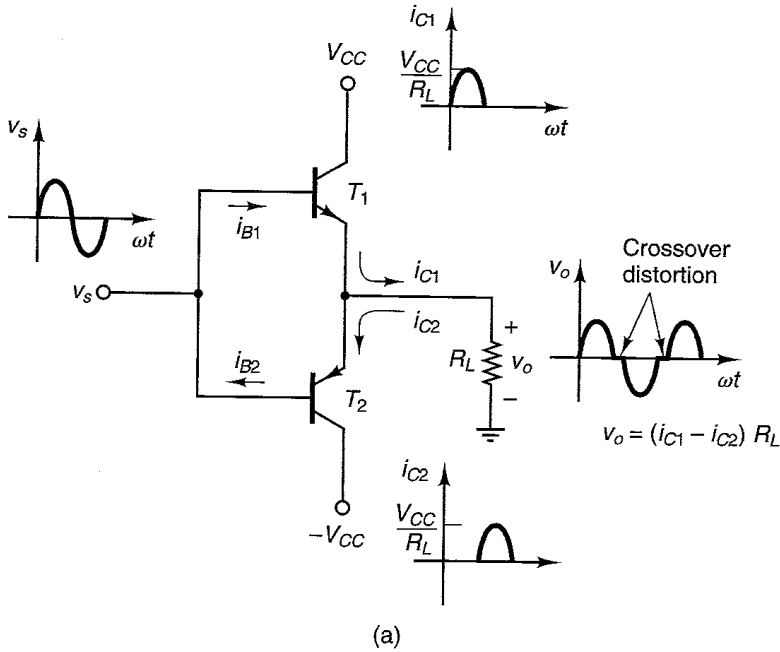 i_C1
V_CC
V_CC
R_L
ωt
v_s
T_1
i_B1
ωt
Crossover
distortion
v_o
i_C1
v_s
i_C2
+
i_B2
R_L
v_o
T_2
−
ωt
v_o = (i_C1 − i_C2) R_L
i_C2
V_CC
R_L
−V_CC
ωt
(a)